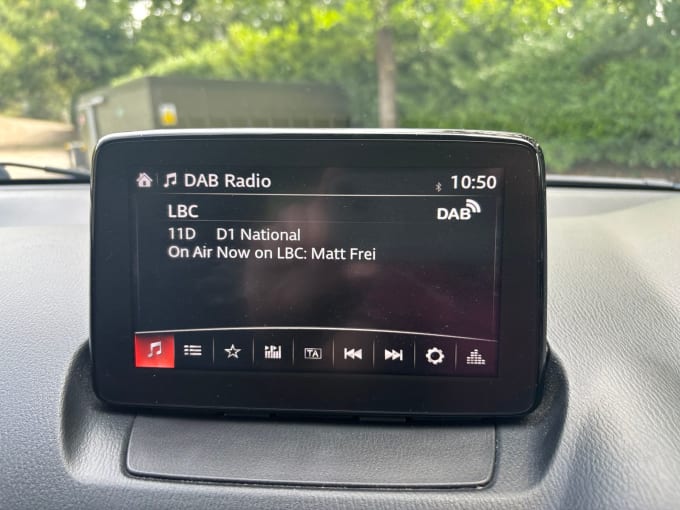 DAB Radio 10:50
LBC DAB
11D D1 National
On Air Now on LBC: Matt Frei
TA